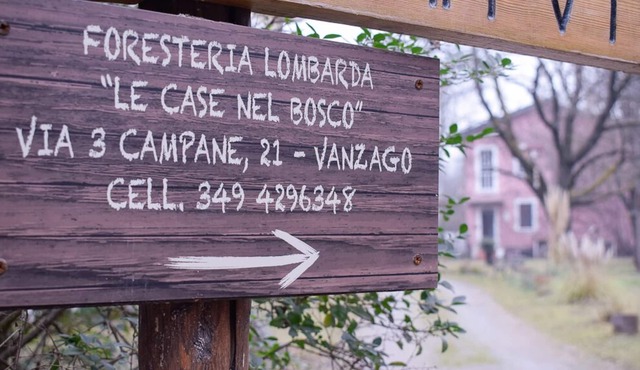 FORESTERIA LOMBARDA
"LE CASE NEL BOSCO"
VIA 3 CAMPANE, 21 - VANZAGO
CELL. 349 4296348